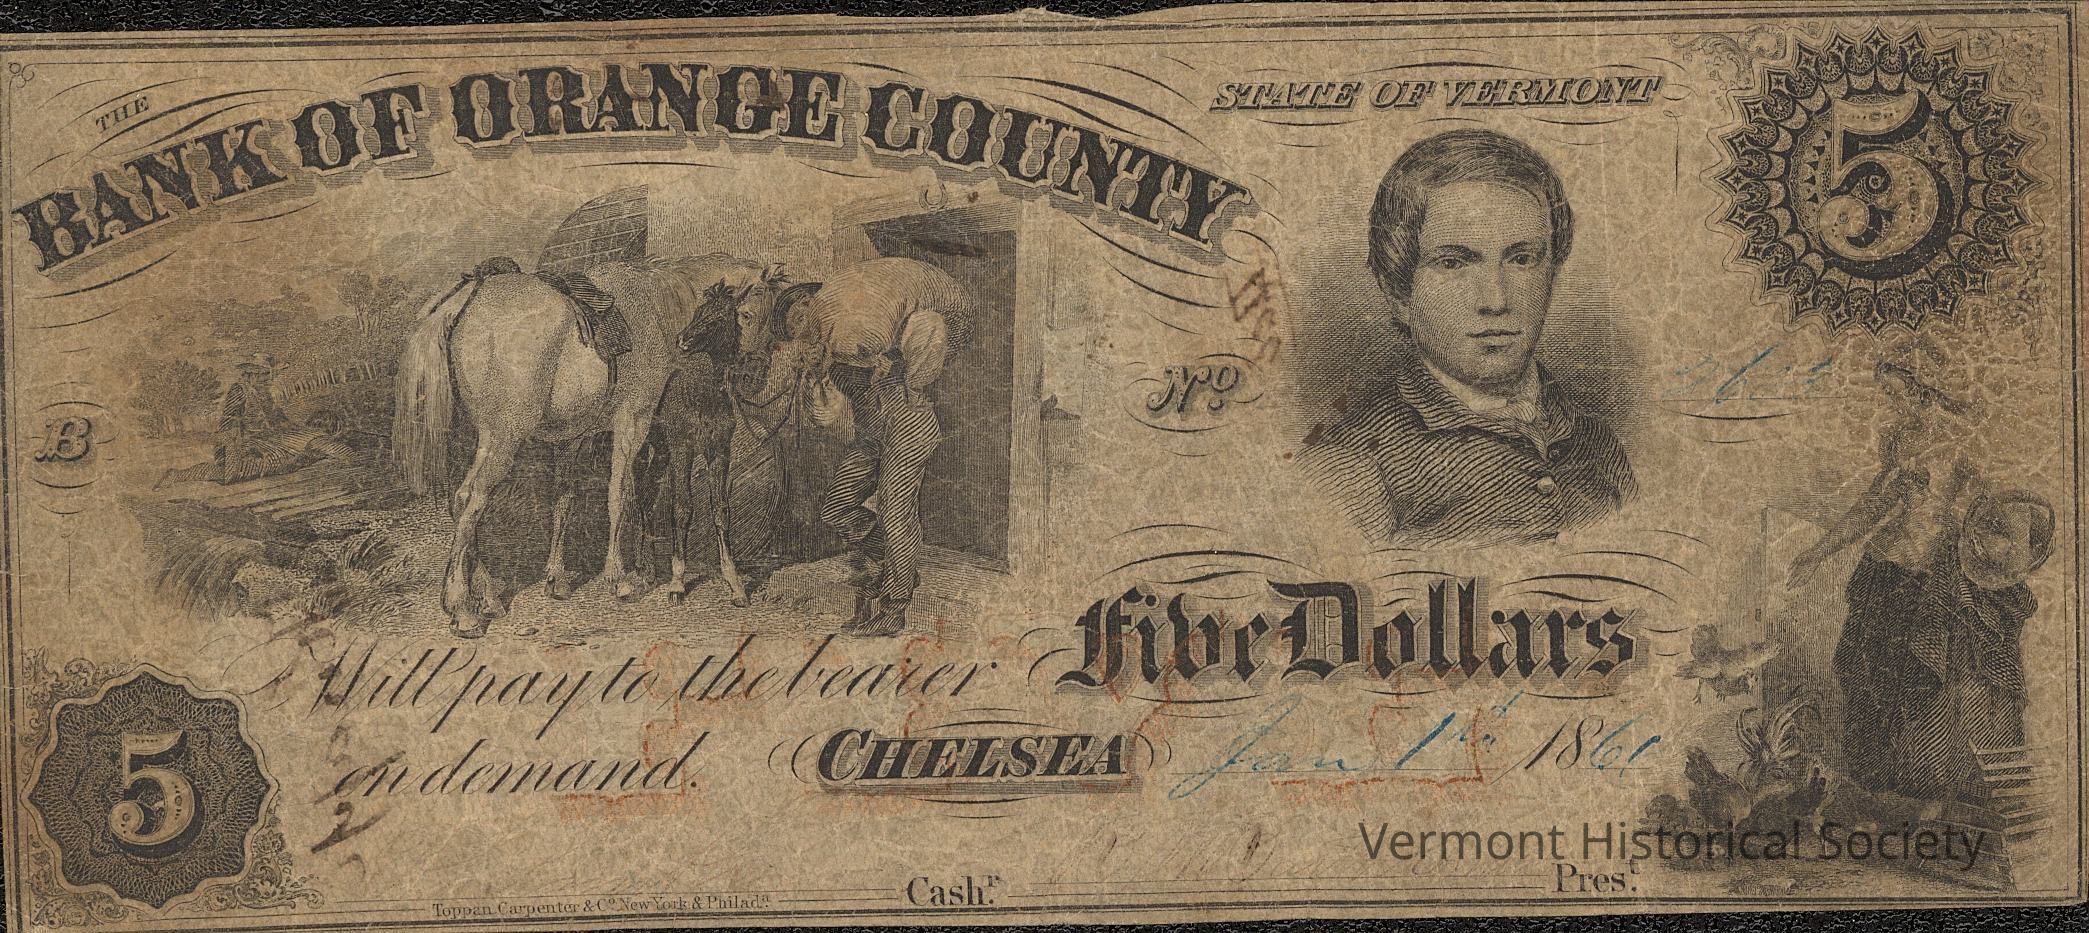 THE
BANK OF ORANGE COUNTY
STATE OF VERMONT
5
No.
B
Five Dollars
Will pay to the bearer
on demand.
CHELSEA Jan 1st 1861
5
2
Cashr.
Prest.
Toppan, Carpenter & Co. New York & Philada.
Vermont Historical Society